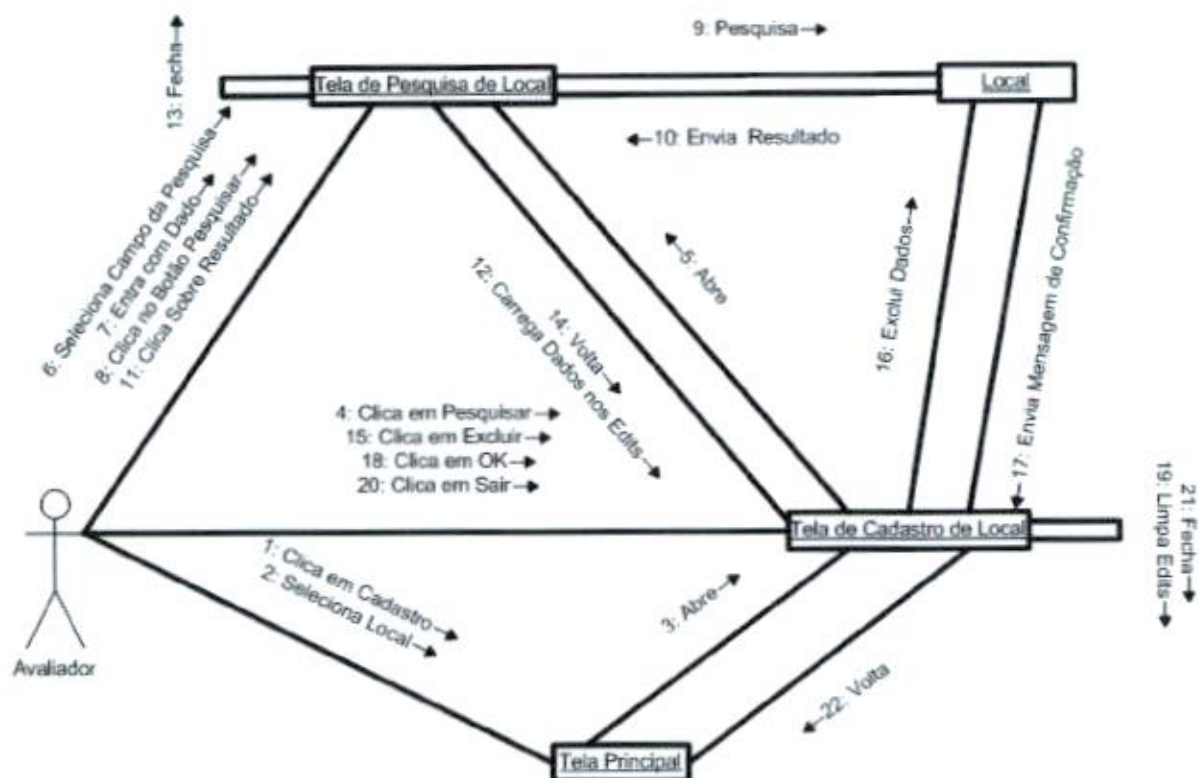 9: Pesquisa
13: Fecha
Tela de Pesquisa de Local
Local
10: Envia Resultado
6: Seleciona Campo da Pesquisa
7: Entra com Dado
8: Clica no Botão Pesquisar
11: Clica Sobre Resultado
5: Abre
14: Volta
12: Carrega Dados nos Edits
16: Exclui Dados
17: Envia Mensagem de Confirmação
4: Clica em Pesquisar
15: Clica em Excluir
18: Clica em OK
20: Clica em Sair
Tela de Cadastro de Local
21: Fecha
19: Limpa Edits
1: Clica em Cadastro
2: Seleciona Local
3: Abre
Avaliador
22: Volta
Tela Principal